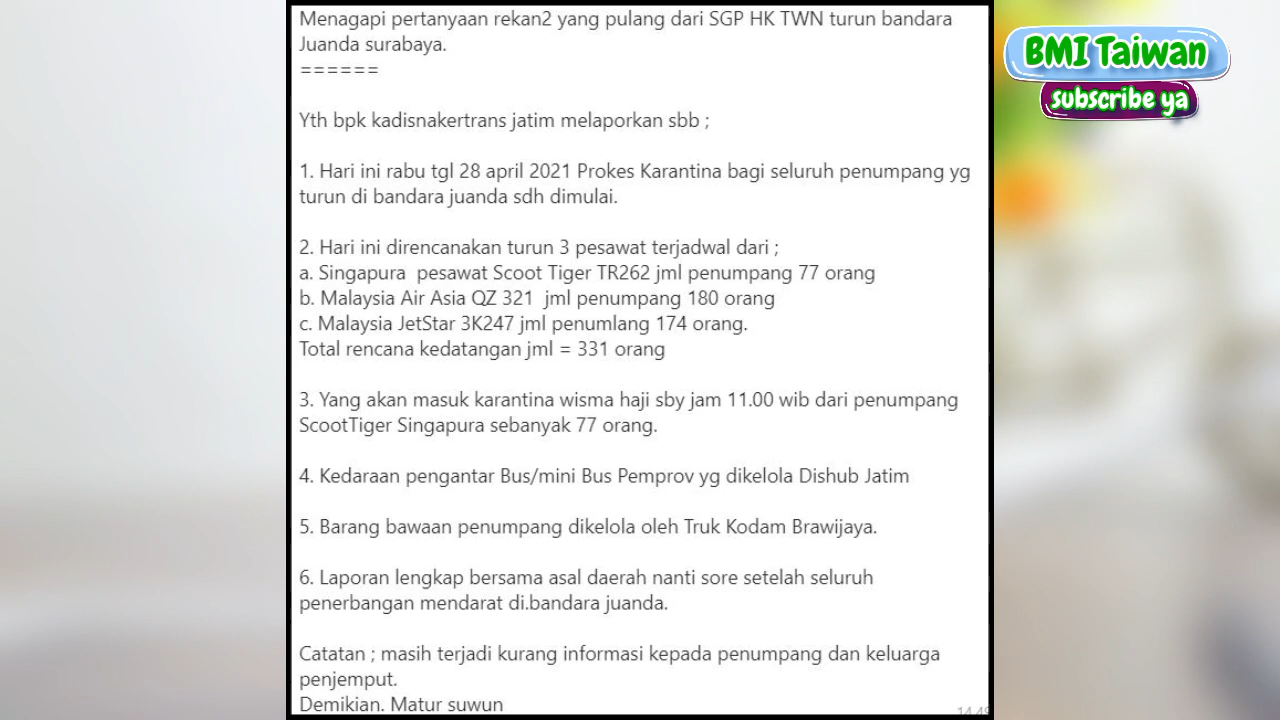 Menagapi pertanyaan rekan2 yang pulang dari SGP HK TWN turun bandara
Juanda surabaya.
======
Yth bpk kadisnakertrans jatim melaporkan sbb ;
1. Hari ini rabu tgl 28 april 2021 Prokes Karantina bagi seluruh penumpang yg
turun di bandara juanda sdh dimulai.
2. Hari ini direncanakan turun 3 pesawat terjadwal dari ;
a. Singapura  pesawat Scoot Tiger TR262 jml penumpang 77 orang
b. Malaysia Air Asia QZ 321  jml penumpang 180 orang
c. Malaysia JetStar 3K247 jml penumlang 174 orang.
Total rencana kedatangan jml = 331 orang
3. Yang akan masuk karantina wisma haji sby jam 11.00 wib dari penumpang
ScootTiger Singapura sebanyak 77 orang.
4. Kedaraan pengantar Bus/mini Bus Pemprov yg dikelola Dishub Jatim
5. Barang bawaan penumpang dikelola oleh Truk Kodam Brawijaya.
6. Laporan lengkap bersama asal daerah nanti sore setelah seluruh
penerbangan mendarat di.bandara juanda.
Catatan ; masih terjadi kurang informasi kepada penumpang dan keluarga
penjemput.
Demikian. Matur suwun
BMI Taiwan
subscribe ya